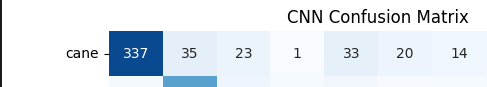 CNN Confusion Matrix
cane 337 35 23 1 33 20 14